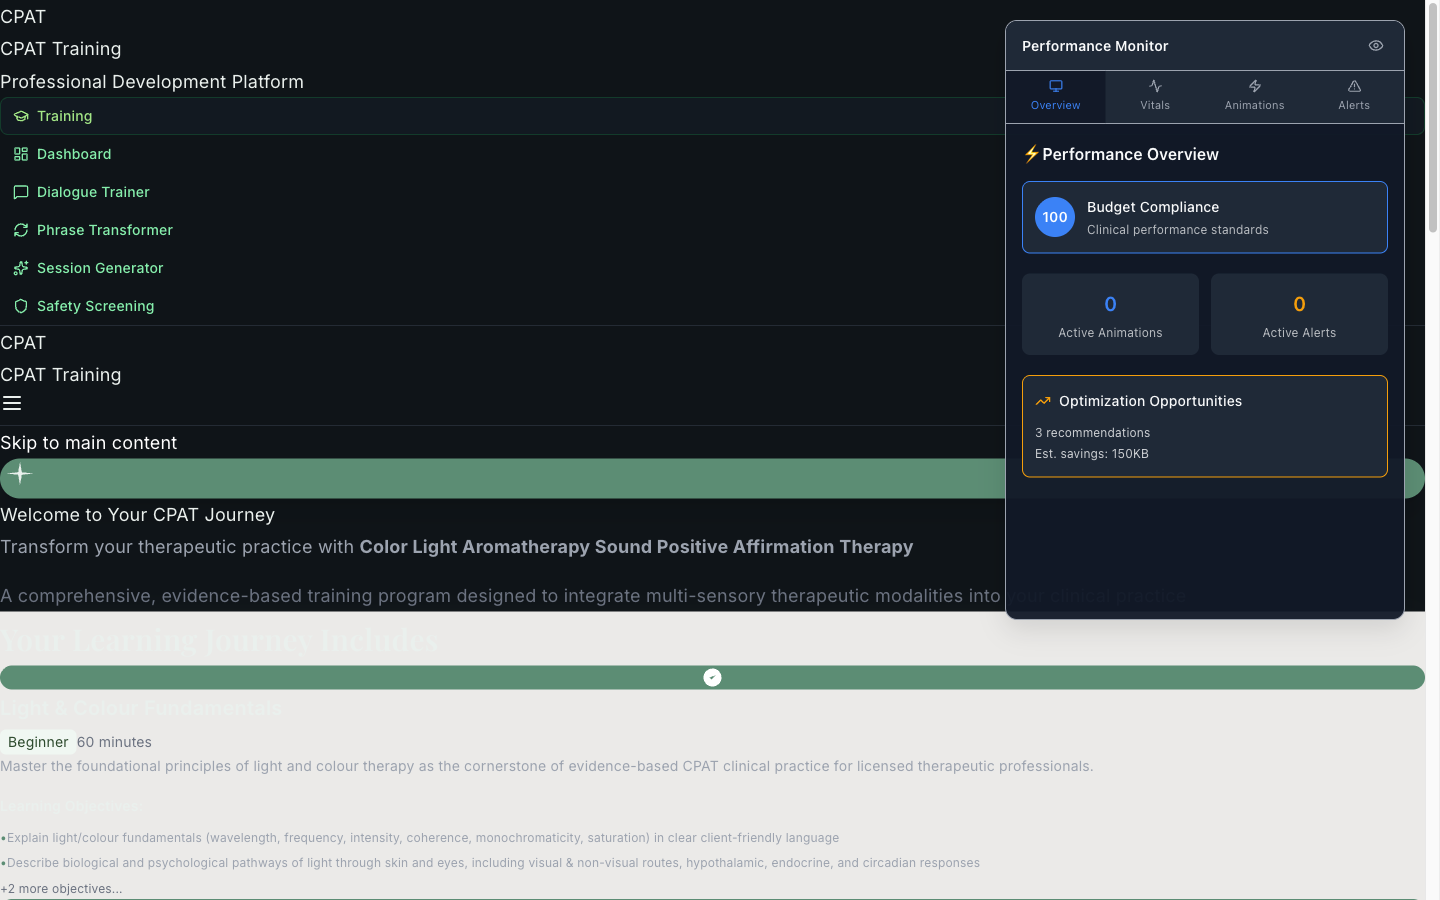 CPAT
CPAT Training
Professional Development Platform
Training
Dashboard
Dialogue Trainer
Phrase Transformer
Session Generator
Safety Screening
CPAT
CPAT Training
Skip to main content
Welcome to Your CPAT Journey
Transform your therapeutic practice with Color Light Aromatherapy Sound Positive Affirmation Therapy
A comprehensive, evidence-based training program designed to integrate multi-sensory therapeutic modalities into your clinical practice
Your Learning Journey Includes
Light & Colour Fundamentals
Beginner 60 minutes
Master the foundational principles of light and colour therapy as the cornerstone of evidence-based CPAT clinical practice for licensed therapeutic professionals.
Learning Objectives
•Explain light/colour fundamentals (wavelength, frequency, intensity, coherence, monochromaticity, saturation) in clear client-friendly language
•Describe biological and psychological pathways of light through skin and eyes, including visual & non-visual routes, hypothalamic, endocrine, and circadian responses
+2 more objectives...
Performance Monitor
Overview
Vitals
Animations
Alerts
⚡Performance Overview
100
Budget Compliance
Clinical performance standards
0
Active Animations
0
Active Alerts
Optimization Opportunities
3 recommendations
Est. savings: 150KB